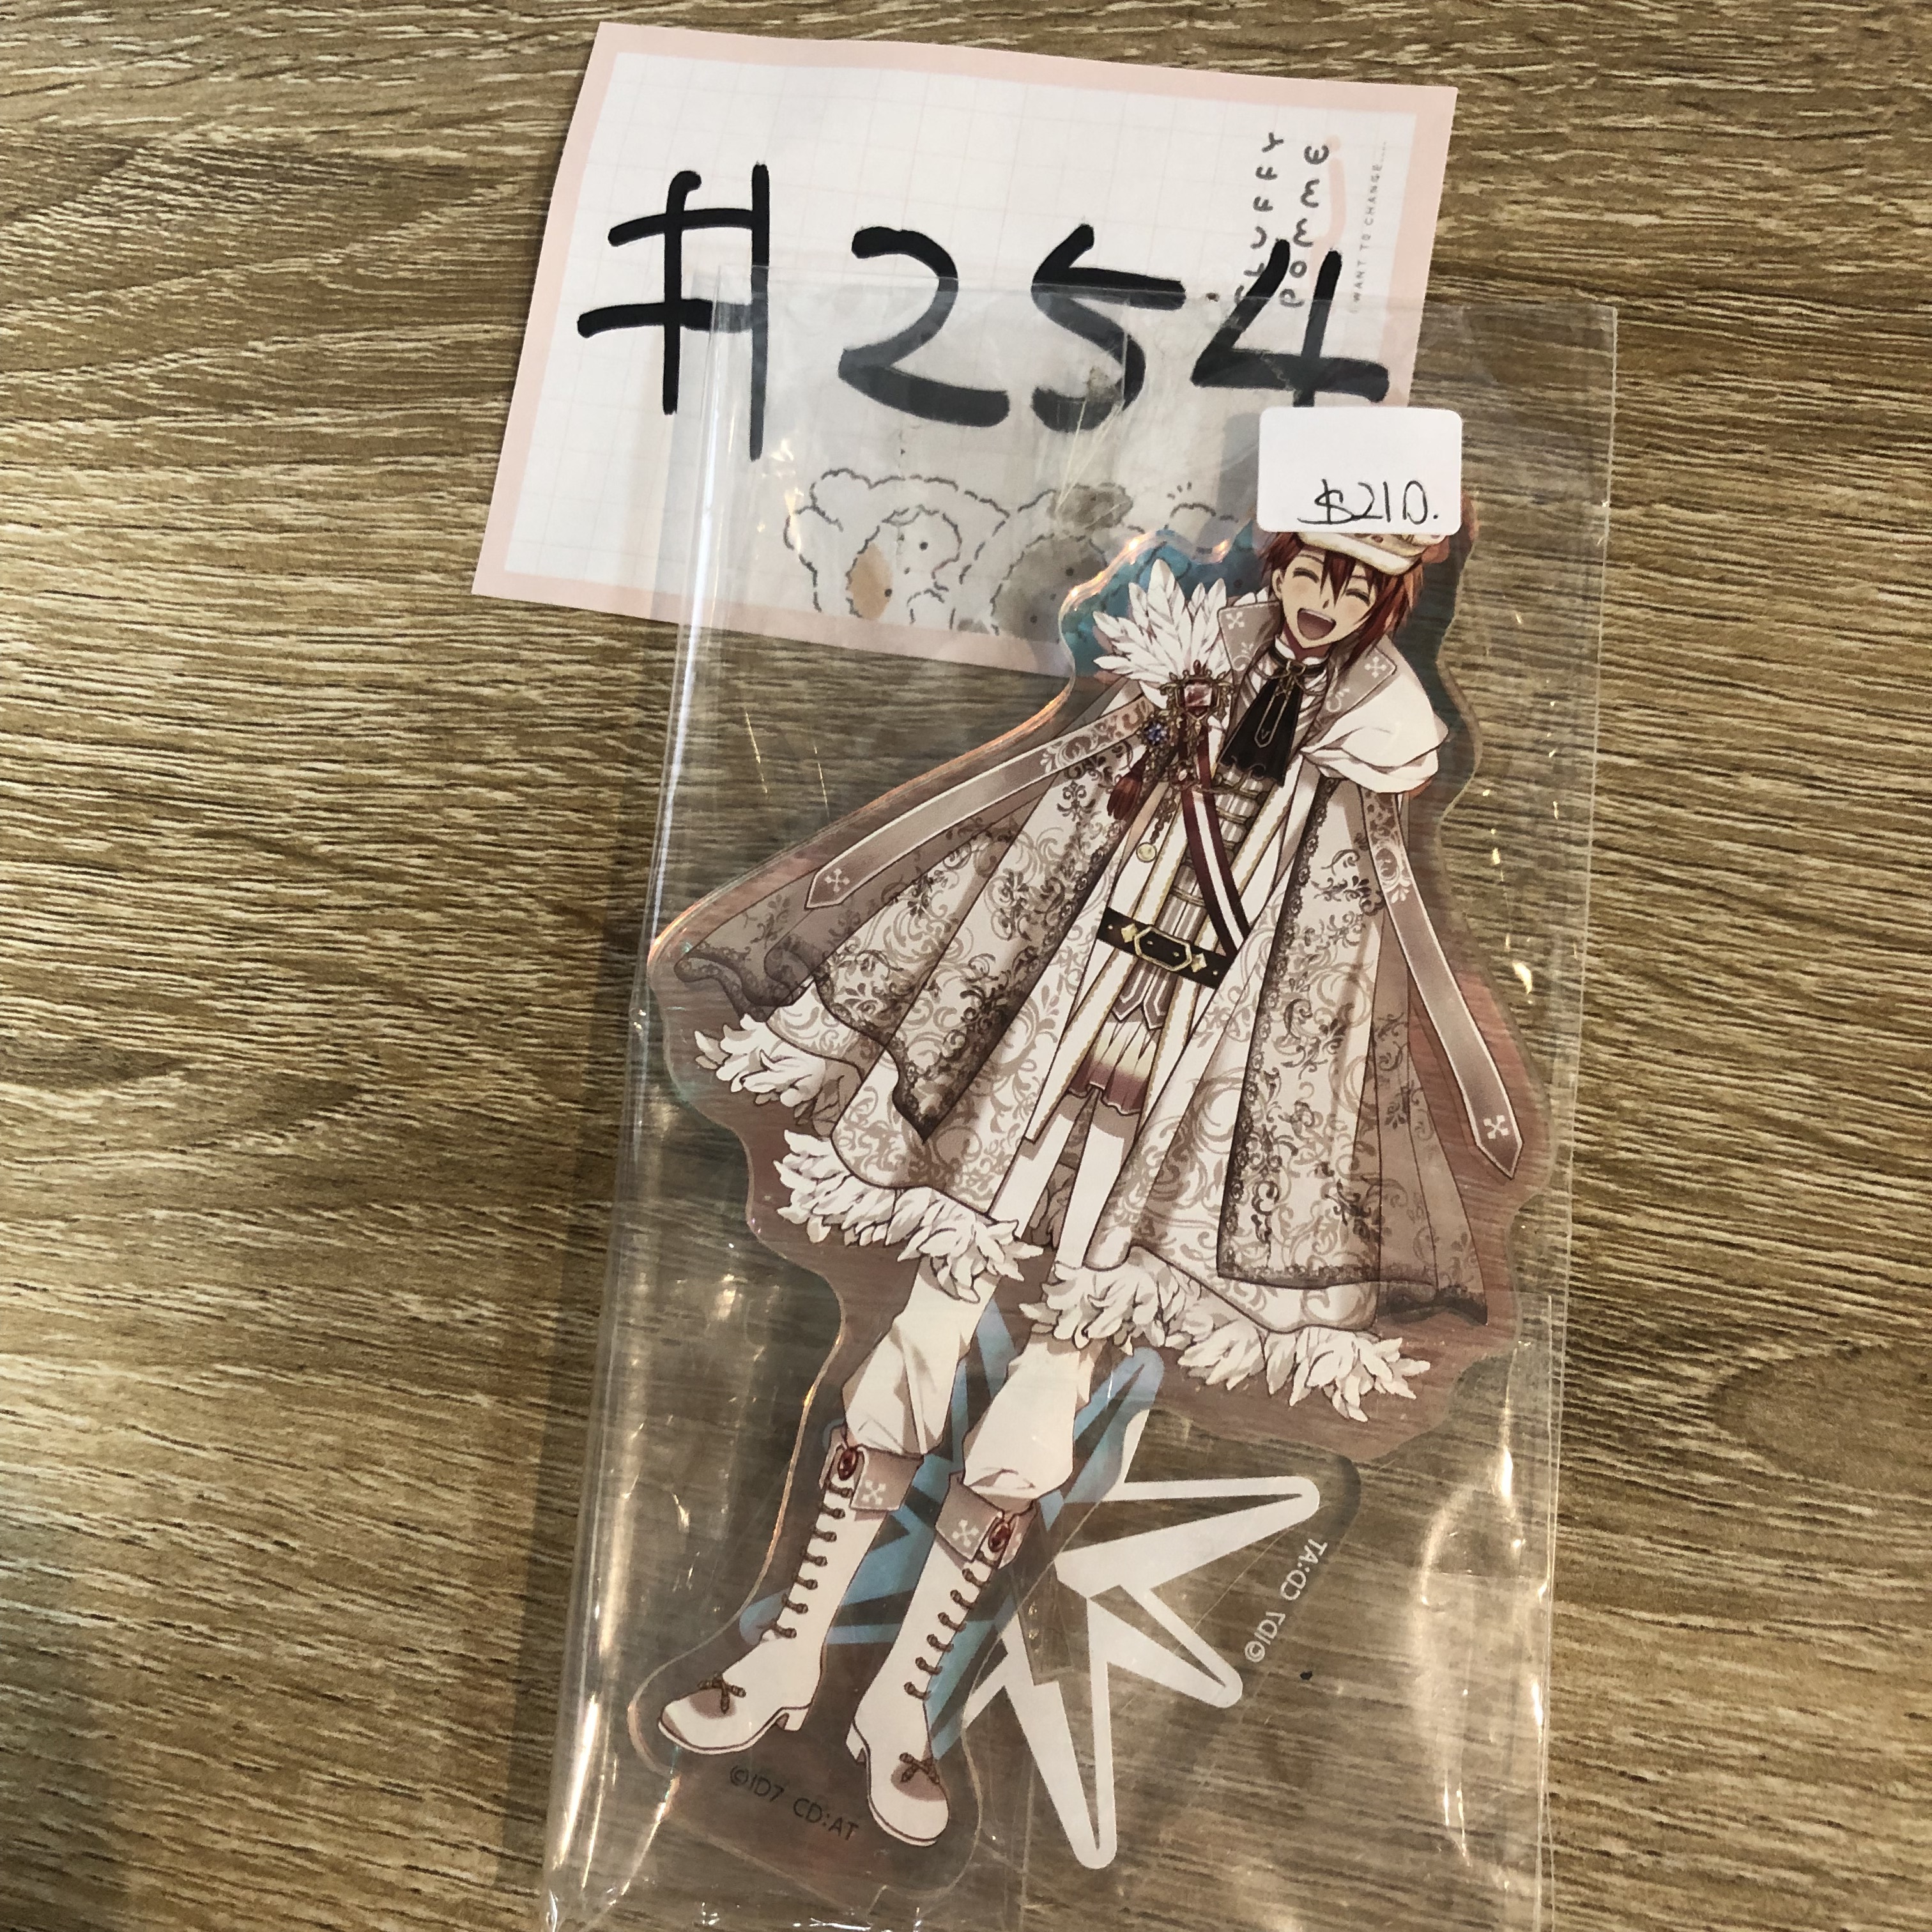 #254
FLUFFY
POMME
I WANT TO CHANGE....
$210.
©ID7 CD:AT
©ID7 CD:AT